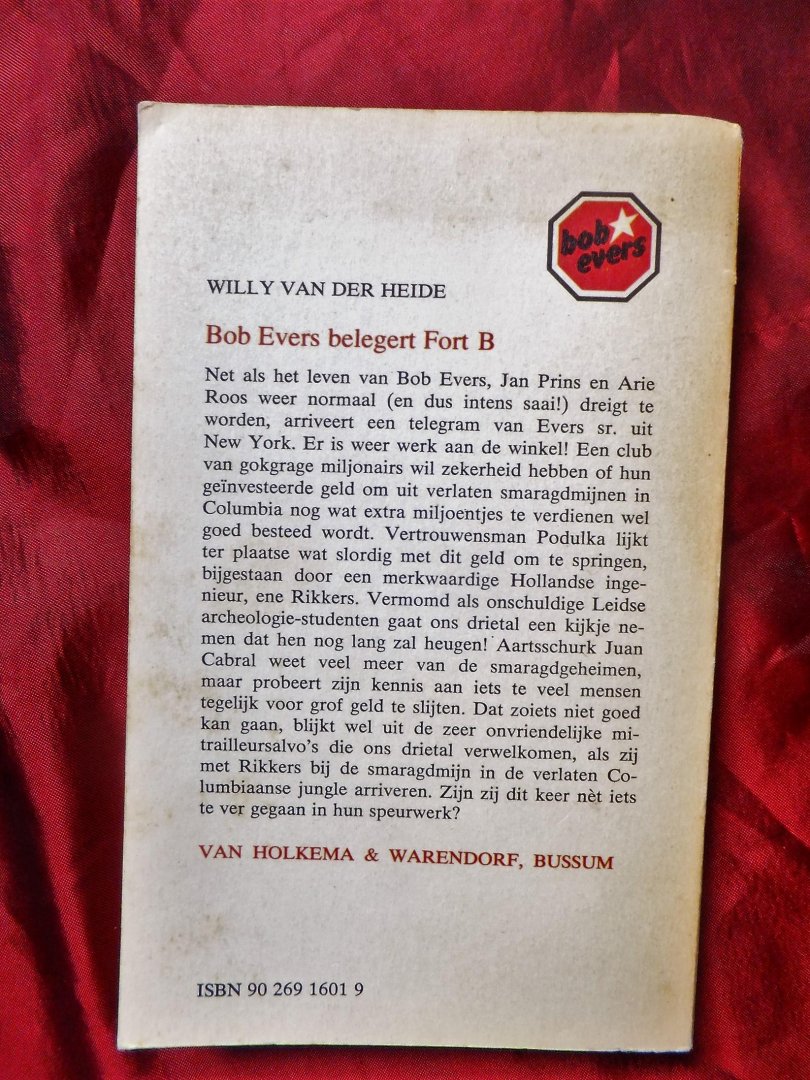 bob
evers
WILLY VAN DER HEIDE
Bob Evers belegert Fort B
Net als het leven van Bob Evers, Jan Prins en Arie
Roos weer normaal (en dus intens saai!) dreigt te
worden, arriveert een telegram van Evers sr. uit
New York. Er is weer werk aan de winkel! Een club
van gokgrage miljonairs wil zekerheid hebben of hun
geïnvesteerde geld om uit verlaten smaragdmijnen in
Columbia nog wat extra miljoentjes te verdienen wel
goed besteed wordt. Vertrouwensman Podulka lijkt
ter plaatse wat slordig met dit geld om te springen,
bijgestaan door een merkwaardige Hollandse inge-
nieur, ene Rikkers. Vermomd als onschuldige Leidse
archeologie-studenten gaat ons drietal een kijkje ne-
men dat hen nog lang zal heugen! Aartsschurk Juan
Cabral weet veel meer van de smaragdgeheimen,
maar probeert zijn kennis aan iets te veel mensen
tegelijk voor grof geld te slijten. Dat zoiets niet goed
kan gaan, blijkt wel uit de zeer onvriendelijke mi-
trailleursalvo's die ons drietal verwelkomen, als zij
met Rikkers bij de smaragdmijn in de verlaten Co-
lumbiaanse jungle arriveren. Zijn zij dit keer nèt iets
te ver gegaan in hun speurwerk?
VAN HOLKEMA & WARENDORF, BUSSUM
ISBN 90 269 1601 9